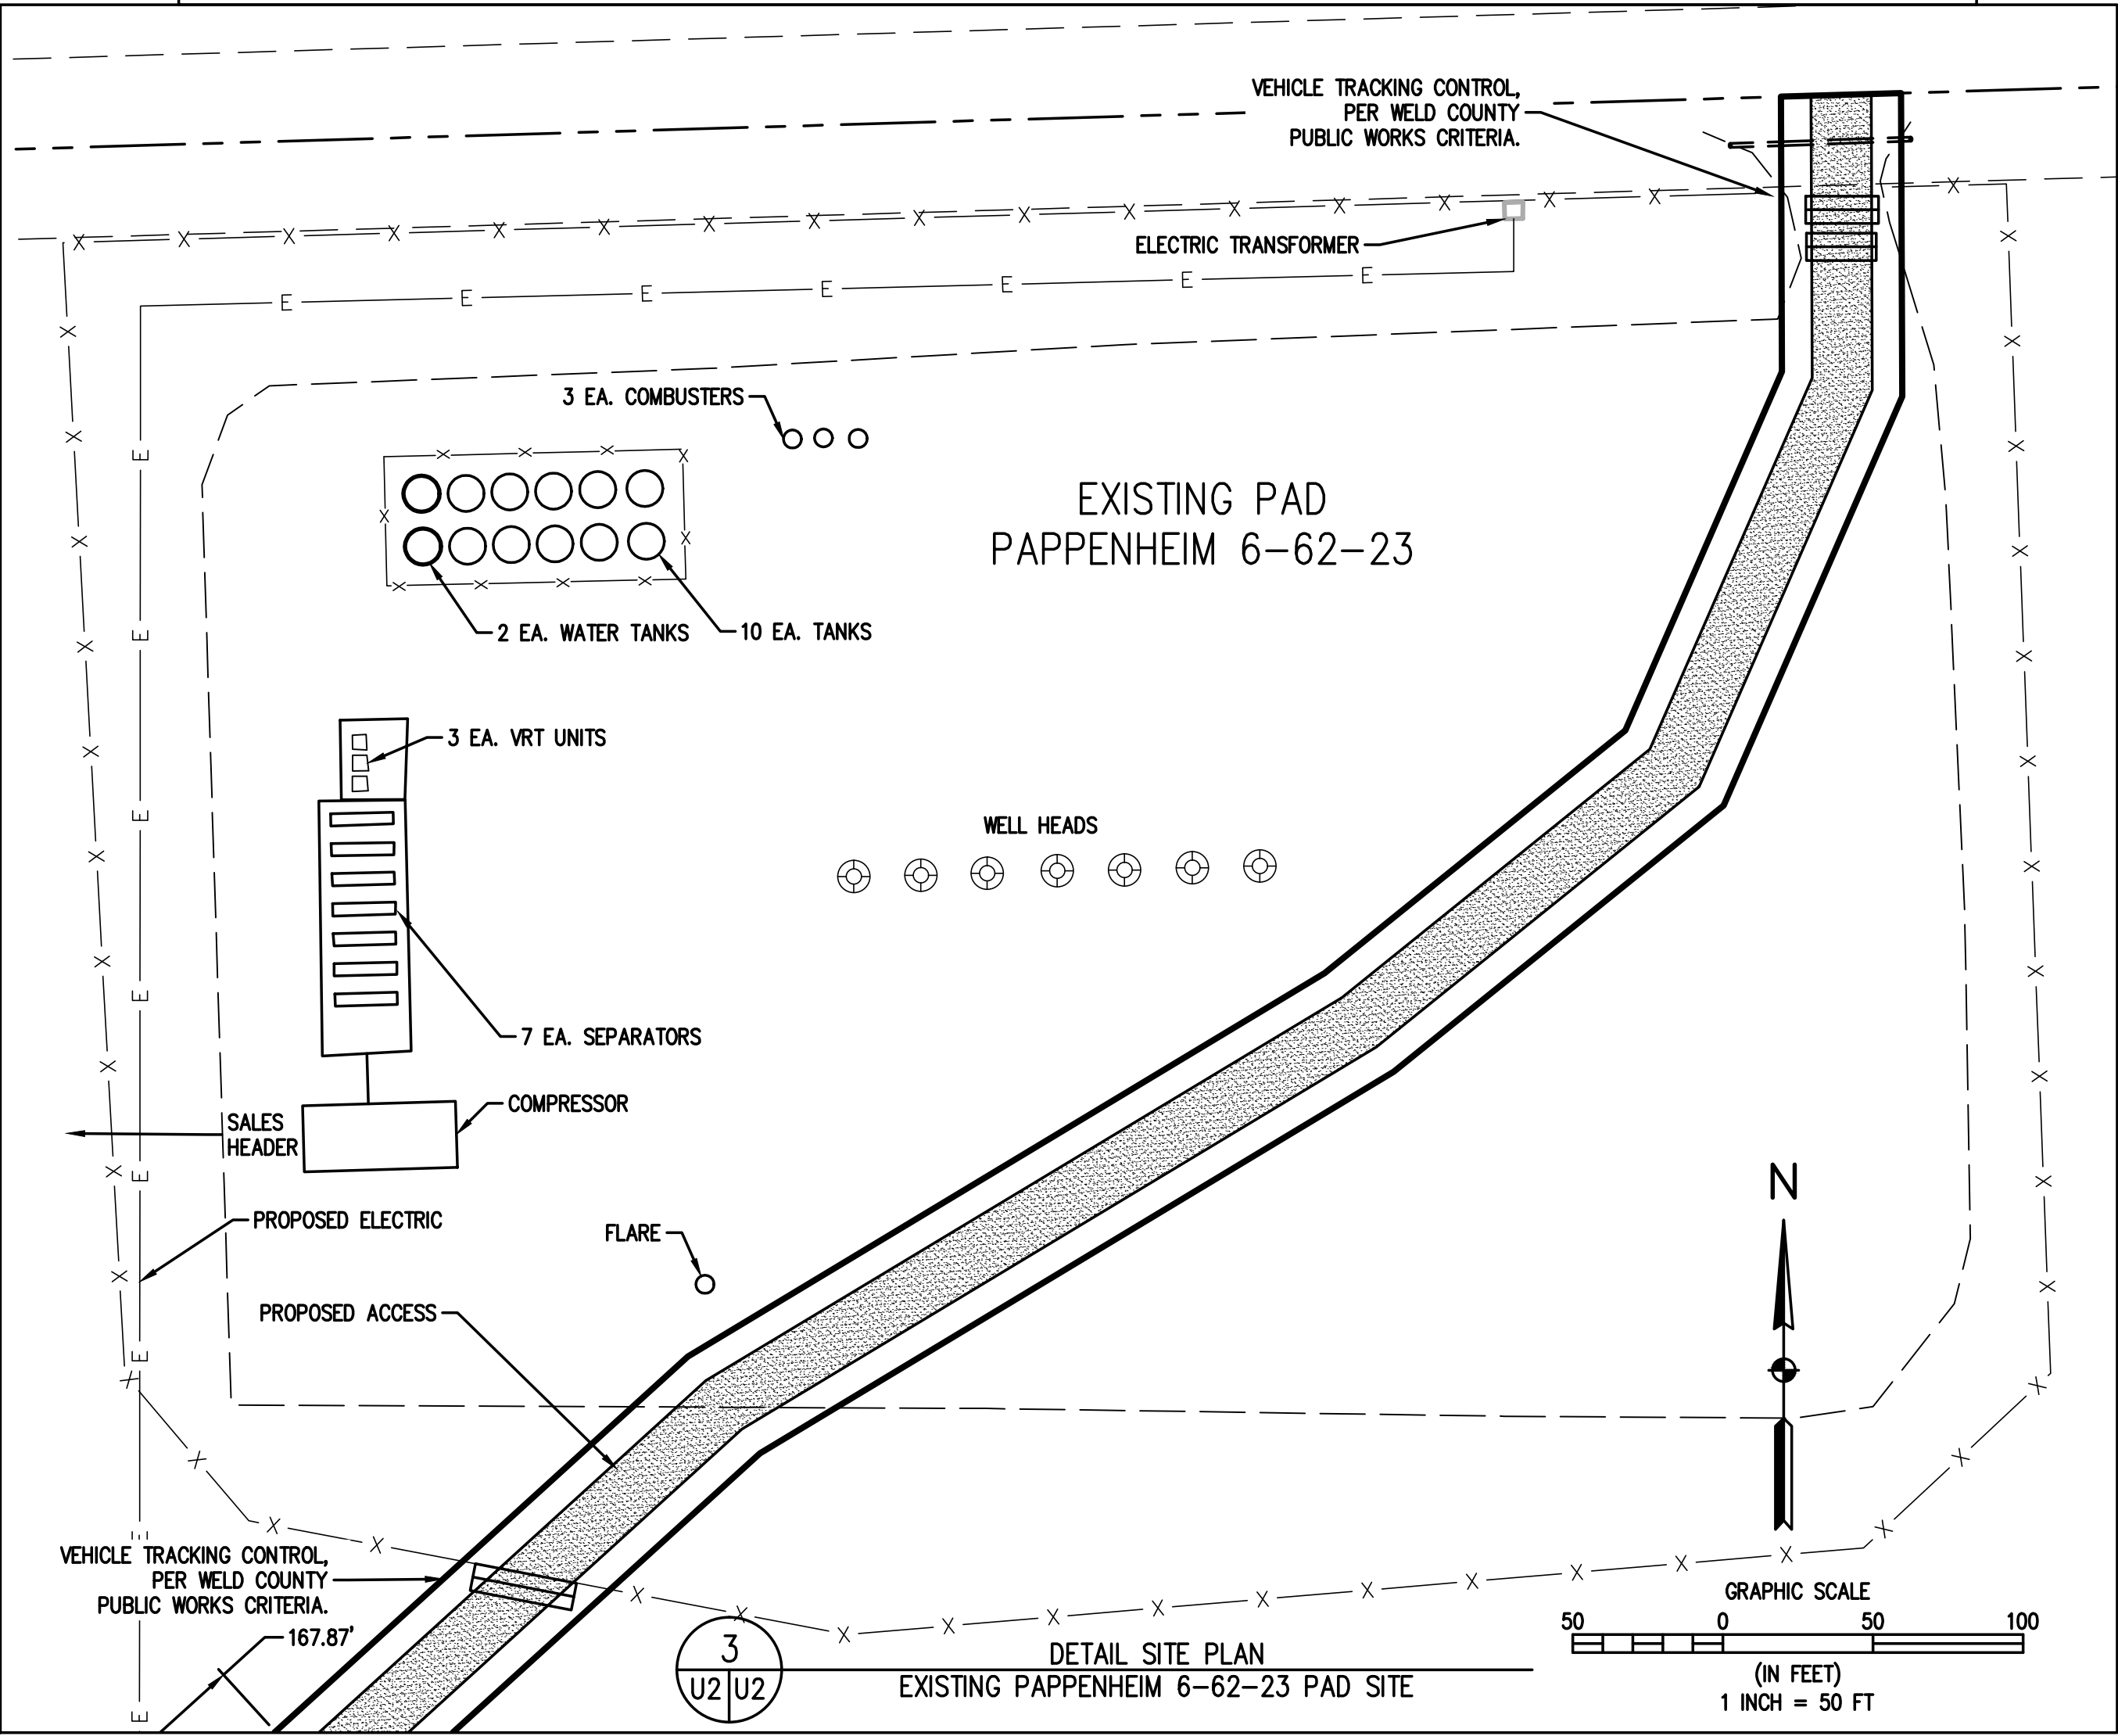 VEHICLE TRACKING CONTROL,
PER WELD COUNTY
PUBLIC WORKS CRITERIA.
ELECTRIC TRANSFORMER
3 EA. COMBUSTERS
EXISTING PAD
PAPPENHEIM 6-62-23
2 EA. WATER TANKS
10 EA. TANKS
3 EA. VRT UNITS
WELL HEADS
7 EA. SEPARATORS
COMPRESSOR
SALES
HEADER
PROPOSED ELECTRIC
FLARE
PROPOSED ACCESS
N
VEHICLE TRACKING CONTROL,
PER WELD COUNTY
PUBLIC WORKS CRITERIA.
167.87'
3
U2 U2
DETAIL SITE PLAN
EXISTING PAPPENHEIM 6-62-23 PAD SITE
GRAPHIC SCALE
50 0 50 100
(IN FEET)
1 INCH = 50 FT